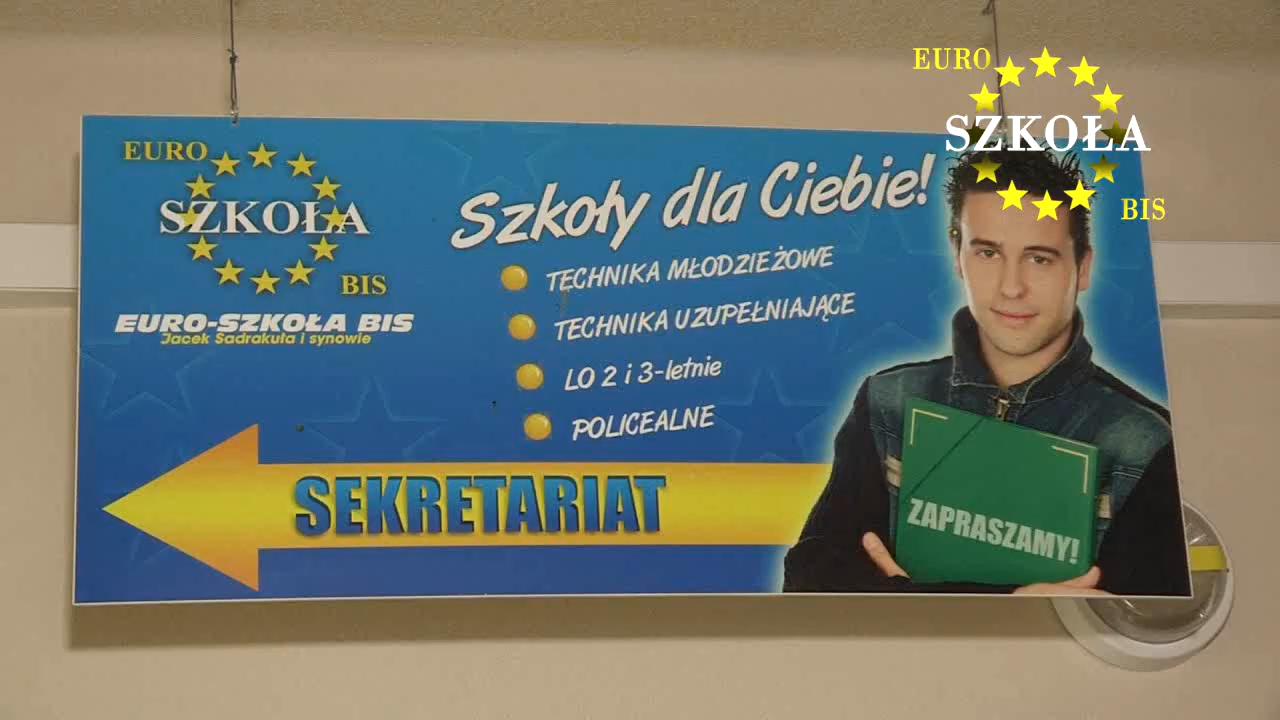 EURO
SZKOŁA
BIS
EURO
SZKOŁA
BIS
EURO-SZKOŁA BIS
Jacek Sadrakuła i synowie
Szkoły dla Ciebie!
TECHNIKA MŁODZIEŻOWE
TECHNIKA UZUPEŁNIAJĄCE
LO 2 i 3-letnie
POLICEALNE
SEKRETARIAT
ZAPRASZAMY!